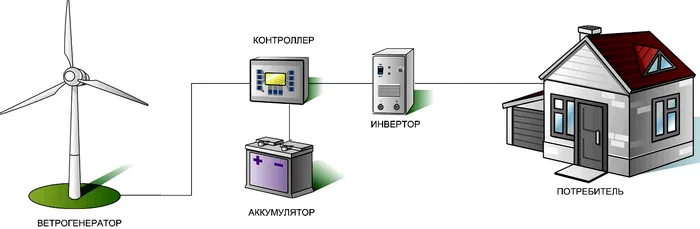 КОНТРОЛЛЕР
ИНВЕРТОР
ВЕТРОГЕНЕРАТОР
АККУМУЛЯТОР
ПОТРЕБИТЕЛЬ